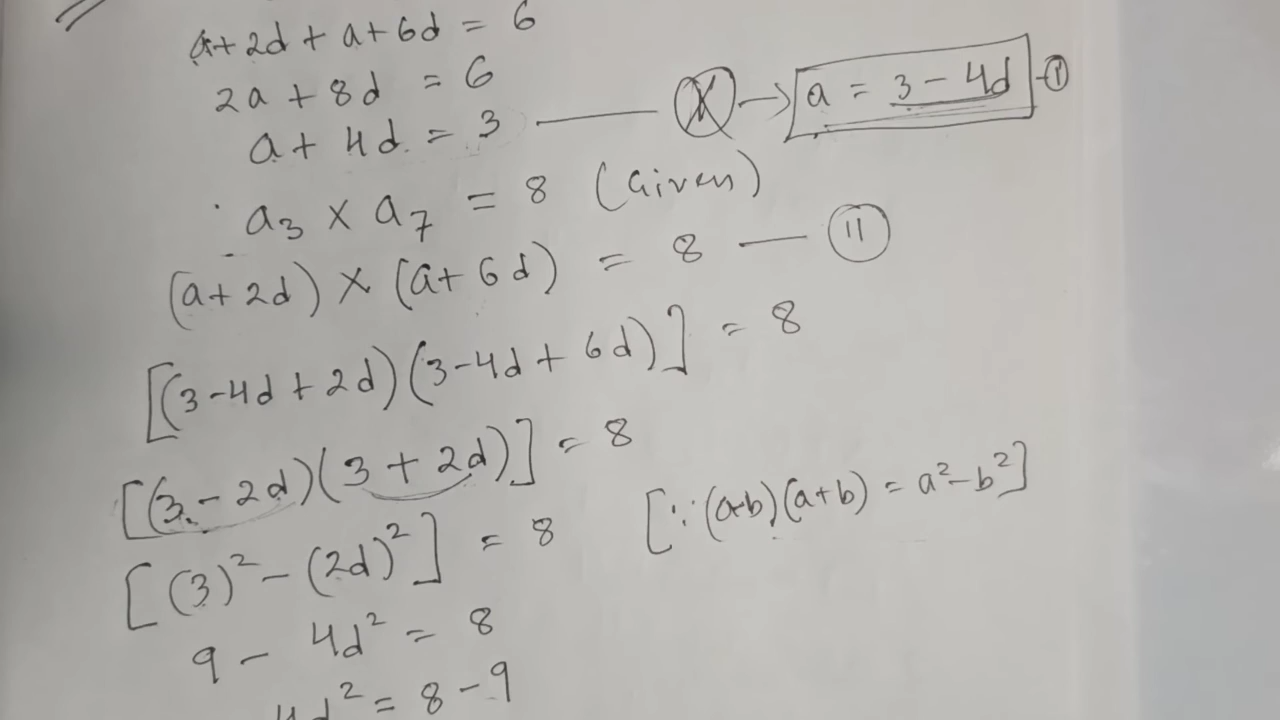 a+2d + a+6d = 6
2a + 8d = 6
a + 4d = 3 —— → a = 3 - 4d - I
a₃ × a₇ = 8 (Given)
(a+2d) × (a+6d) = 8 — II
[(3-4d+2d)(3-4d+6d)] = 8
[(3-2d)(3+2d)] = 8
[(3)² - (2d)²] = 8 [∵(a-b)(a+b) = a²-b²]
9 - 4d² = 8
4d² = 8-9